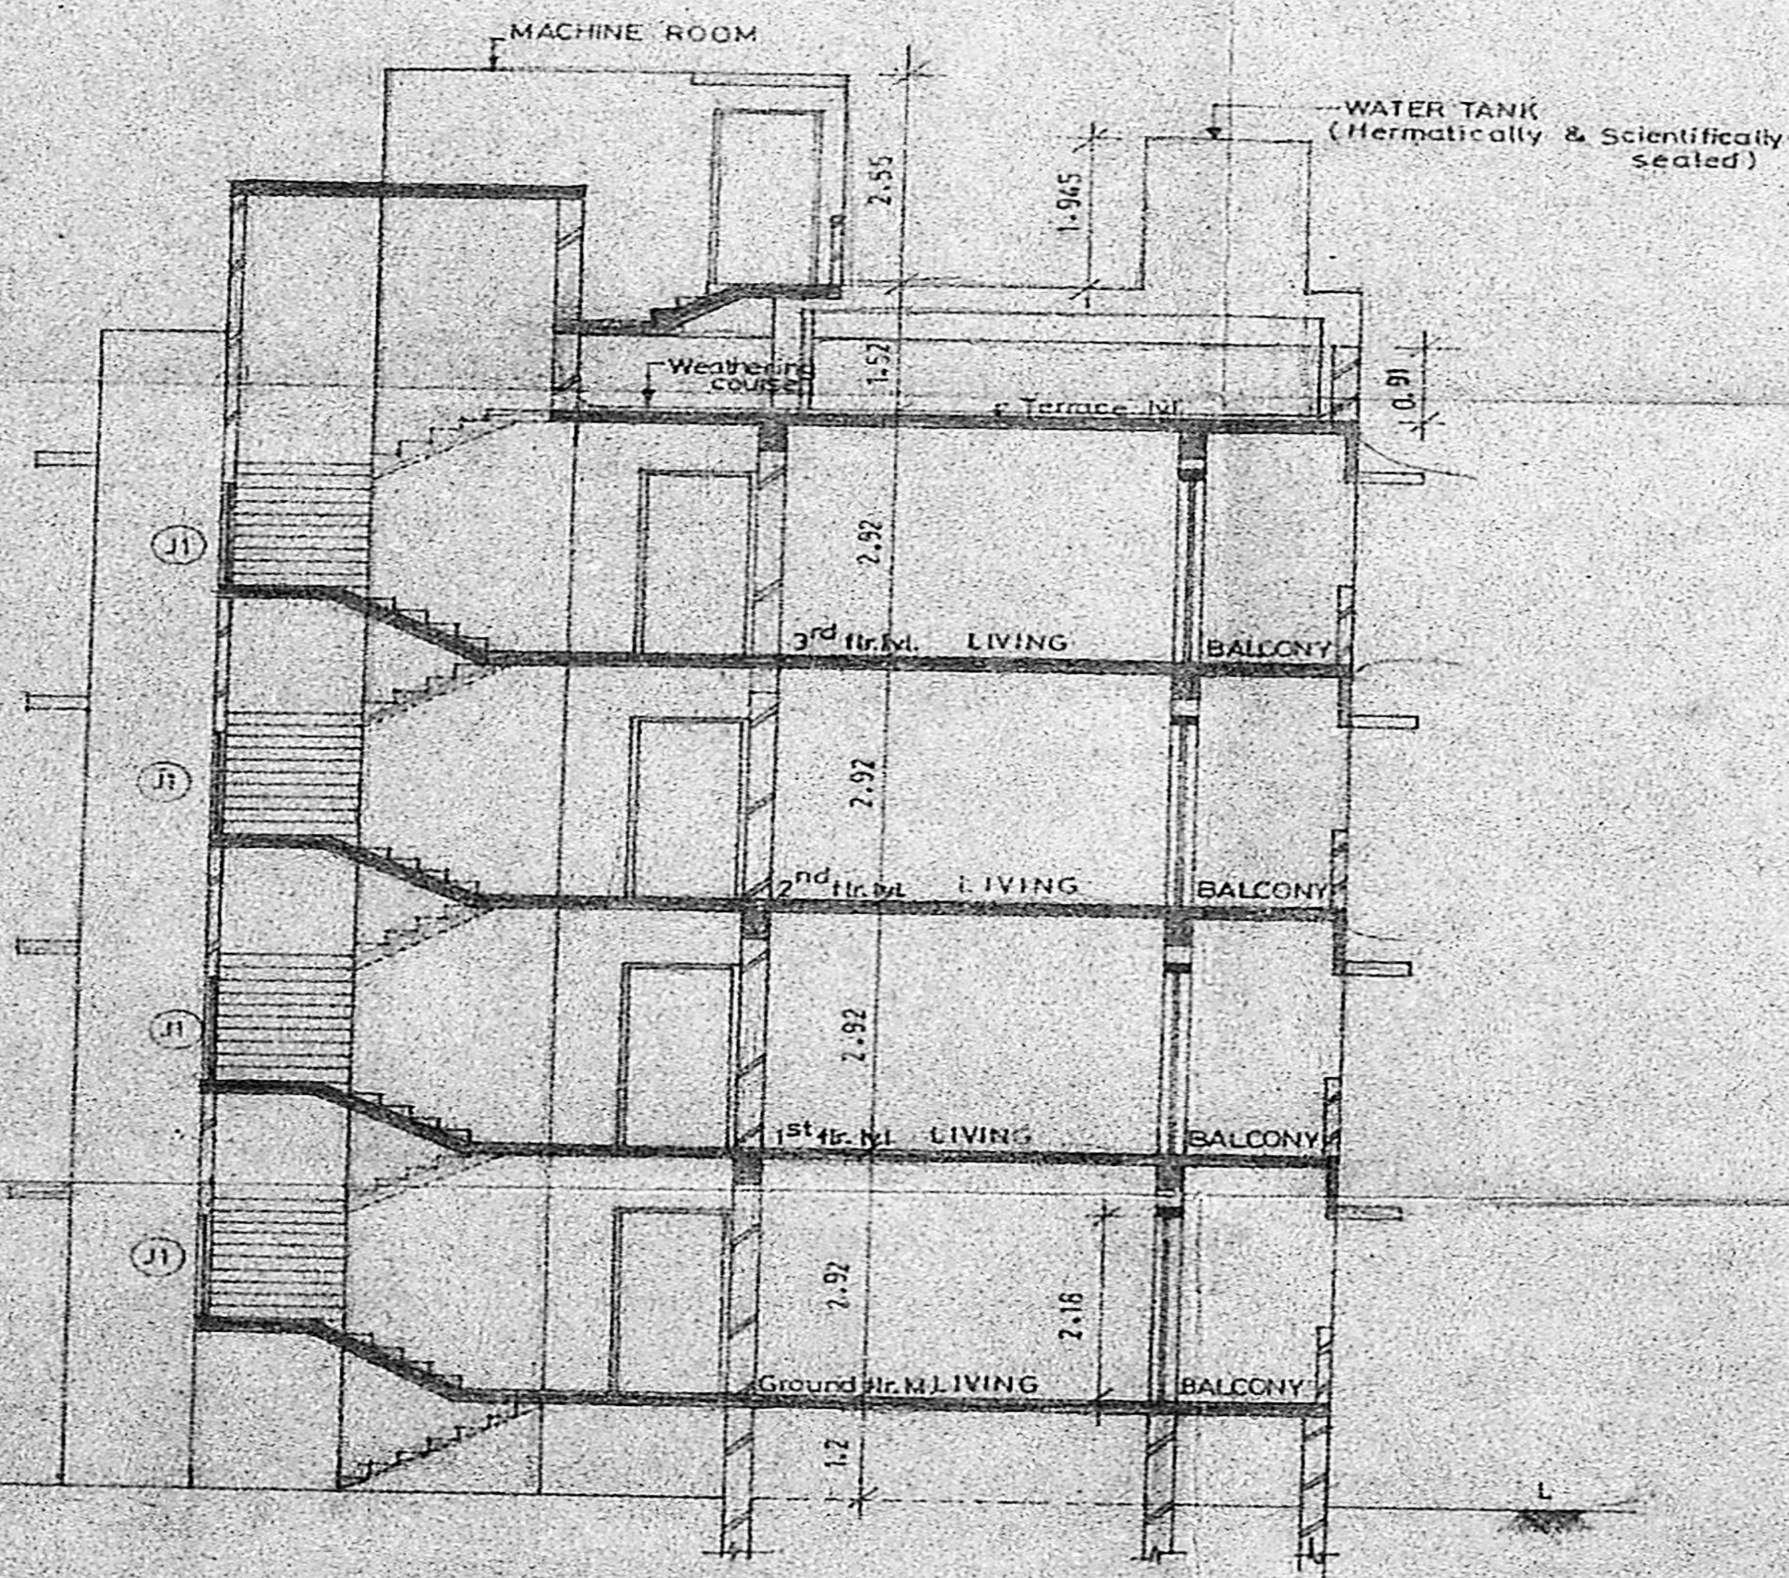 MACHINE ROOM
WATER TANK
(Hermatically & Scientifically
sealed)
2.55
1.945
Weathering
course
1.52
Terrace lvl.
0.91
J1
2.92
3rd flr.lvl. LIVING BALCONY
J1
2.92
2nd flr.lvl. LIVING BALCONY
J1
2.92
1st flr. lvl LIVING BALCONY
J1
2.92
2.18
Ground flr. LIVING BALCONY
1.2
L